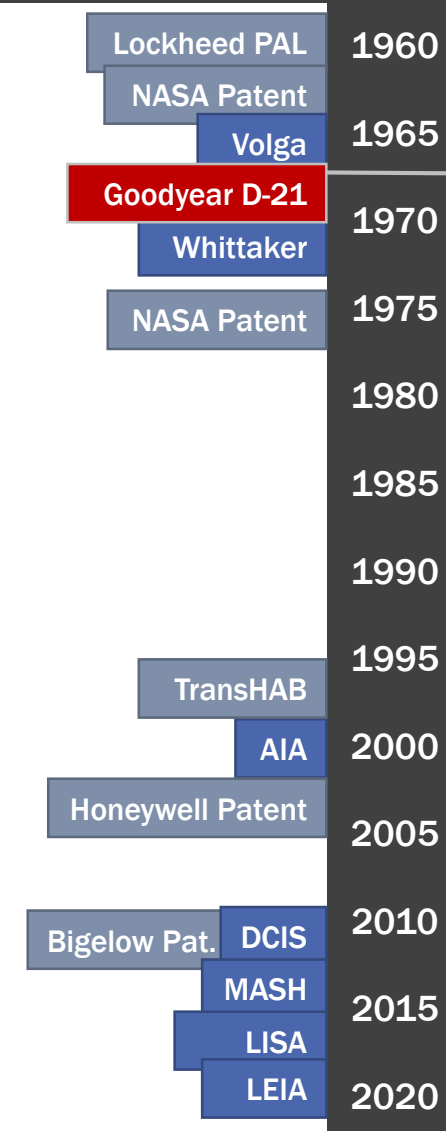 Lockheed PAL
1960
NASA Patent
Volga
1965
Goodyear D-21
1970
Whittaker
NASA Patent
1975
1980
1985
1990
1995
TransHAB
AIA
2000
Honeywell Patent
2005
Bigelow Pat.
DCIS
2010
MASH
2015
LISA
LEIA
2020